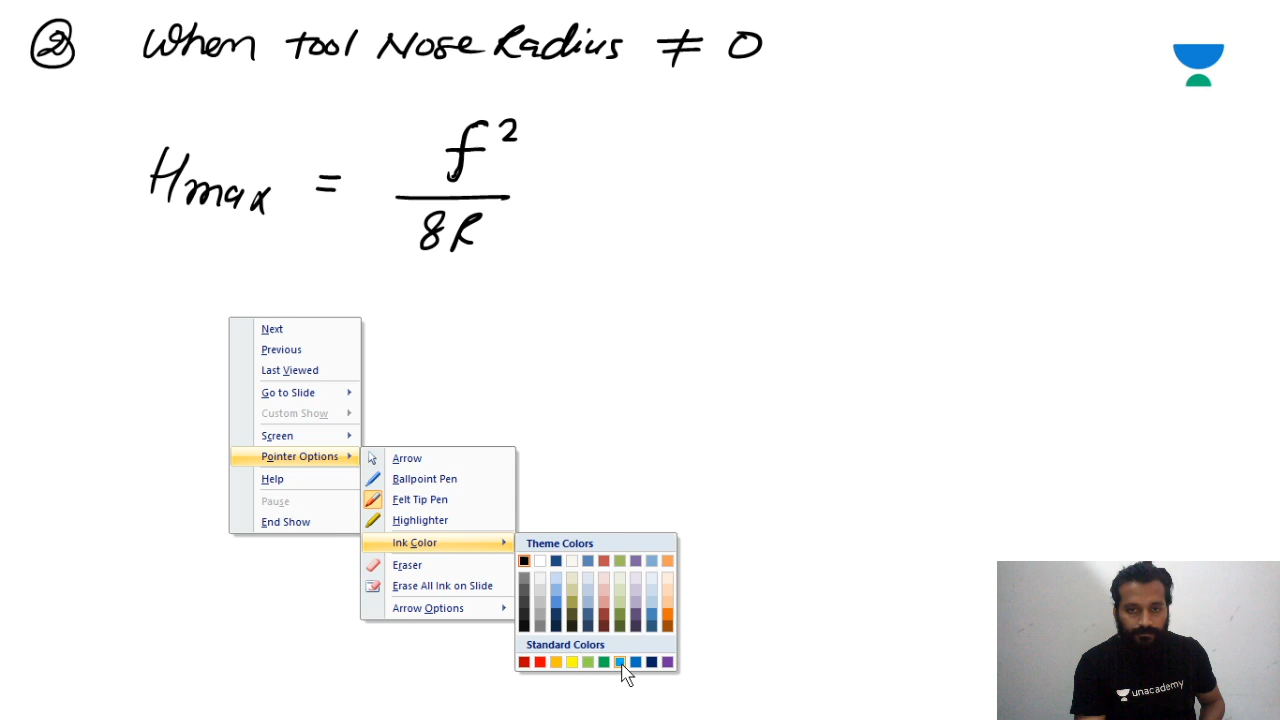 ② When tool Nose Radius ≠ 0
Hmax = f² / 8R
Next
Previous
Last Viewed
Go to Slide
Custom Show
Screen
Pointer Options
Help
Pause
End Show
Arrow
Ballpoint Pen
Felt Tip Pen
Highlighter
Ink Color
Eraser
Erase All Ink on Slide
Arrow Options
Theme Colors
Standard Colors
unacademy